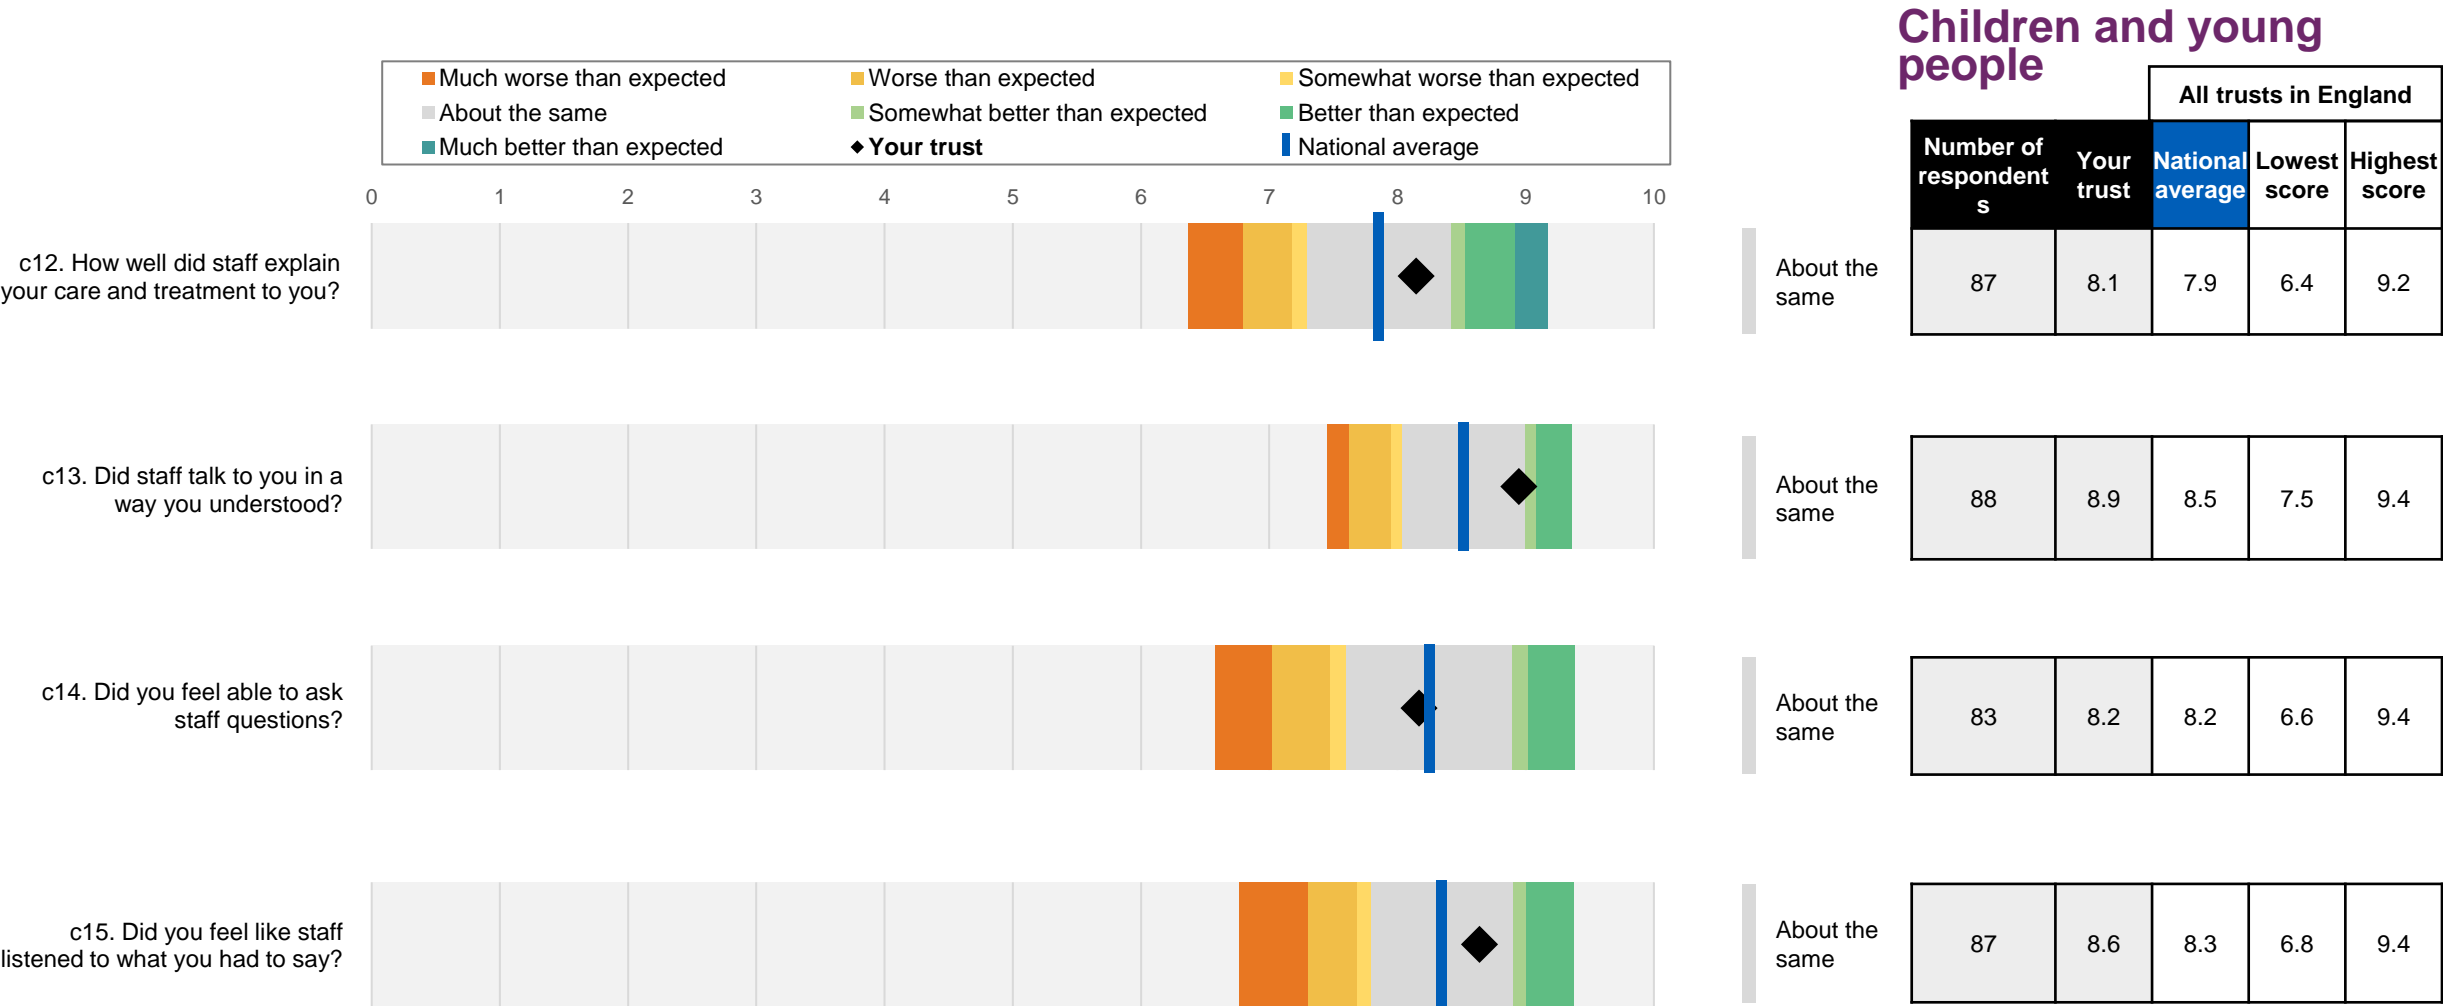 Children and young
people
Much worse than expected
Worse than expected
Somewhat worse than expected
About the same
Somewhat better than expected
Better than expected
Much better than expected
Your trust
National average
All trusts in England
Number of
respondent
s
Your
trust
National
average
Lowest
score
Highest
score
0 1 2 3 4 5 6 7 8 9 10
c12. How well did staff explain
your care and treatment to you?
About the
same
87 8.1 7.9 6.4 9.2
c13. Did staff talk to you in a
way you understood?
About the
same
88 8.9 8.5 7.5 9.4
c14. Did you feel able to ask
staff questions?
About the
same
83 8.2 8.2 6.6 9.4
c15. Did you feel like staff
listened to what you had to say?
About the
same
87 8.6 8.3 6.8 9.4